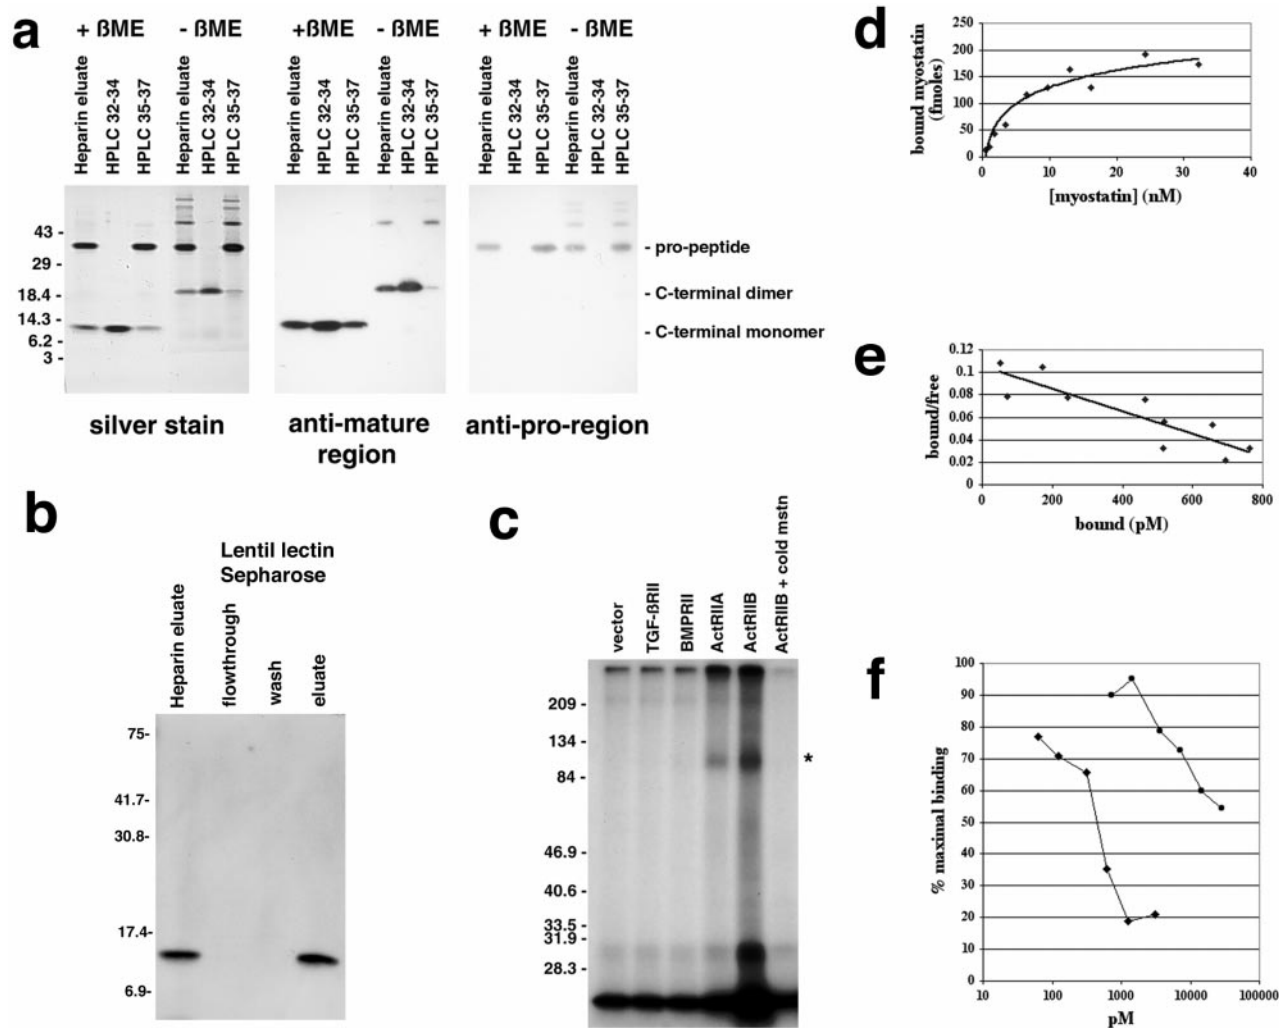 a
+ ßME
- ßME
Heparin eluate
HPLC 32-34
HPLC 35-37
Heparin eluate
HPLC 32-34
HPLC 35-37
43 -
29 -
18.4 -
14.3 -
6.2 -
3 -
silver stain
+ßME
- ßME
Heparin eluate
HPLC 32-34
HPLC 35-37
Heparin eluate
HPLC 32-34
HPLC 35-37
anti-mature
region
+ ßME
- ßME
Heparin eluate
HPLC 32-34
HPLC 35-37
Heparin eluate
HPLC 32-34
HPLC 35-37
anti-pro-region
- pro-peptide
- C-terminal dimer
- C-terminal monomer
b
Lentil lectin
Sepharose
Heparin eluate
flowthrough
wash
eluate
75-
41.7-
30.8-
17.4-
6.9-
c
vector
TGF-ßRII
BMPRII
ActRIIA
ActRIIB
ActRIIB + cold mstn
209 -
134 -
84 -
46.9 -
40.6 -
33.5 -
31.9 -
28.3 -
*
d
bound myostatin
(fmoles)
250
200
150
100
50
0
0 10 20 30 40
[myostatin] (nM)
e
bound/free
0.12
0.1
0.08
0.06
0.04
0.02
0
0 200 400 600 800
bound (pM)
f
% maximal binding
100
90
80
70
60
50
40
30
20
10
0
10 100 1000 10000 100000
pM